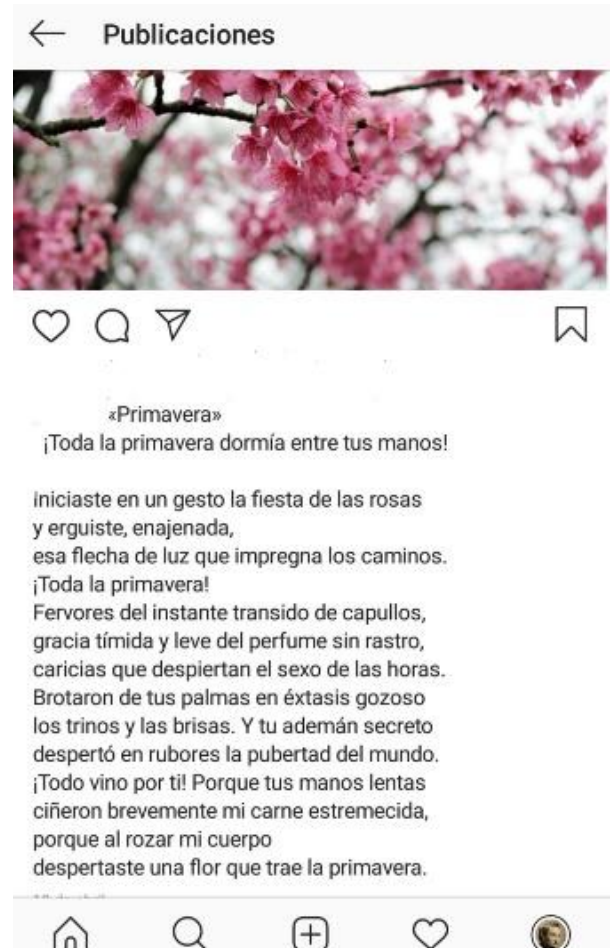 Publicaciones
«Primavera»
¡Toda la primavera dormía entre tus manos!
Iniciaste en un gesto la fiesta de las rosas
y erguiste, enajenada,
esa flecha de luz que impregna los caminos.
¡Toda la primavera!
Fervores del instante transido de capullos,
gracia tímida y leve del perfume sin rastro,
caricias que despiertan el sexo de las horas.
Brotaron de tus palmas en éxtasis gozoso
los trinos y las brisas. Y tu ademán secreto
despertó en rubores la pubertad del mundo.
¡Todo vino por ti! Porque tus manos lentas
ciñeron brevemente mi carne estremecida,
porque al rozar mi cuerpo
despertaste una flor que trae la primavera.